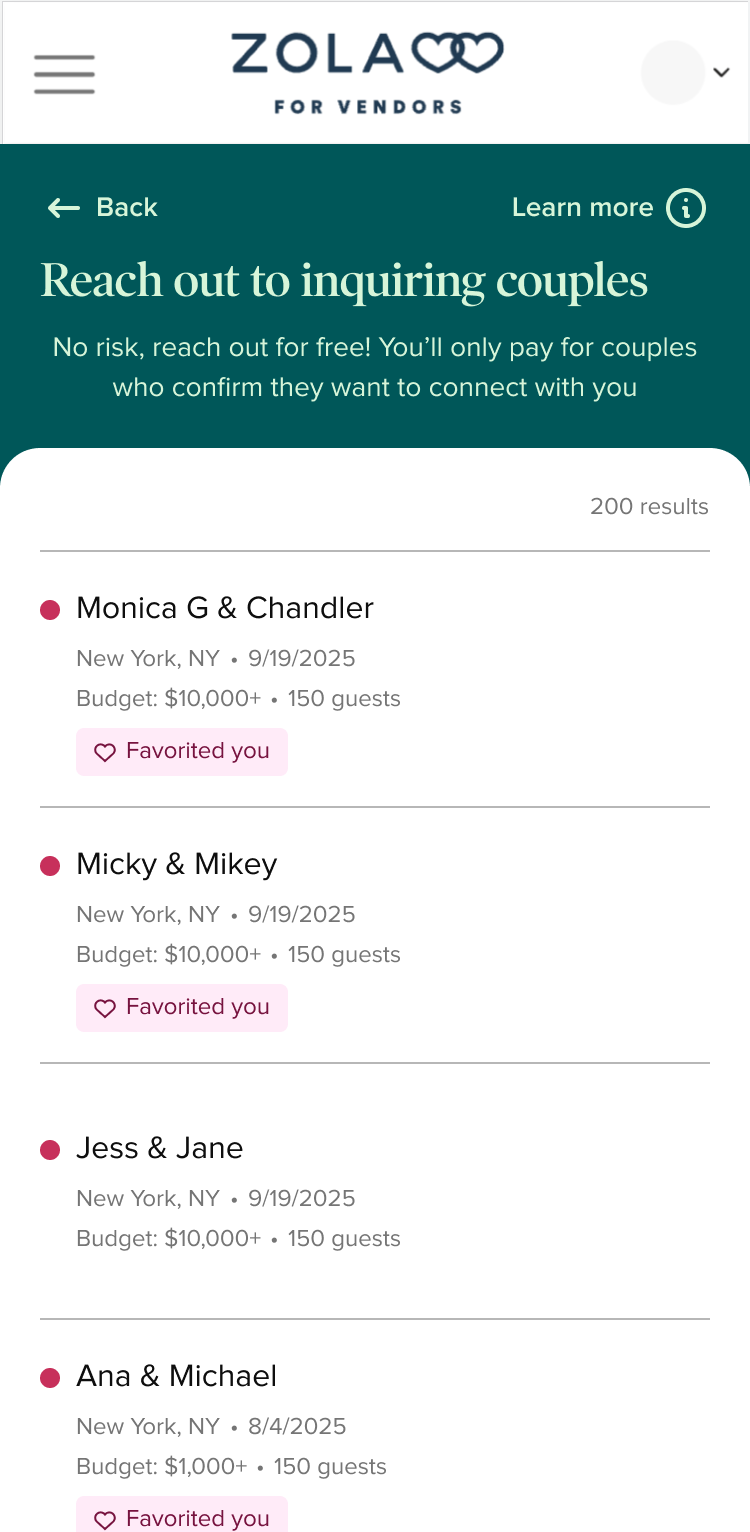 ZOLA
FOR VENDORS
Back
Learn more
Reach out to inquiring couples
No risk, reach out for free! You’ll only pay for couples
who confirm they want to connect with you
200 results
Monica G & Chandler
New York, NY • 9/19/2025
Budget: $10,000+ • 150 guests
Favorited you
Micky & Mikey
New York, NY • 9/19/2025
Budget: $10,000+ • 150 guests
Favorited you
Jess & Jane
New York, NY • 9/19/2025
Budget: $10,000+ • 150 guests
Ana & Michael
New York, NY • 8/4/2025
Budget: $1,000+ • 150 guests
Favorited you